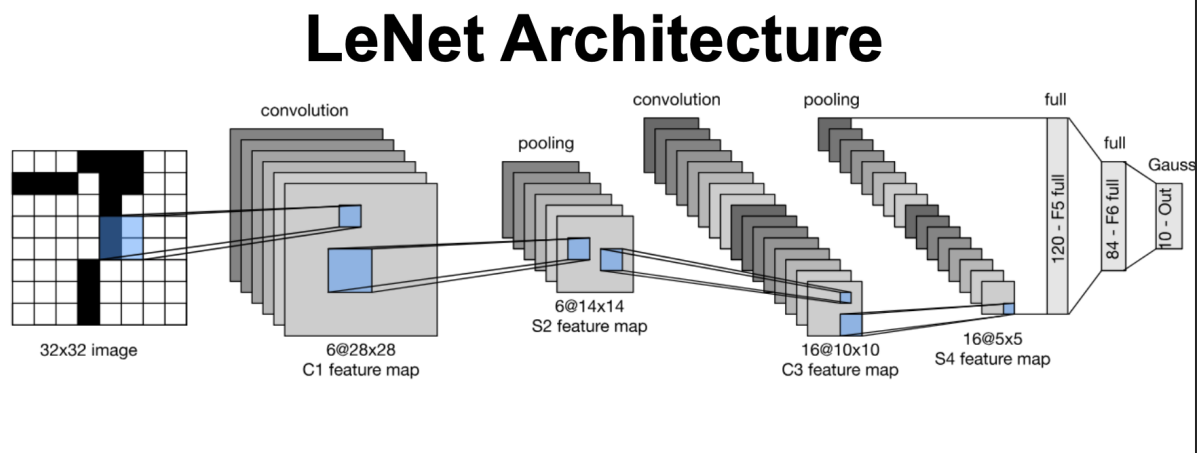 LeNet Architecture
convolution
pooling
convolution
pooling
full
full
Gauss
120 - F5 full
84 - F6 full
10 - Out
32x32 image
6@28x28
C1 feature map
6@14x14
S2 feature map
16@10x10
C3 feature map
16@5x5
S4 feature map